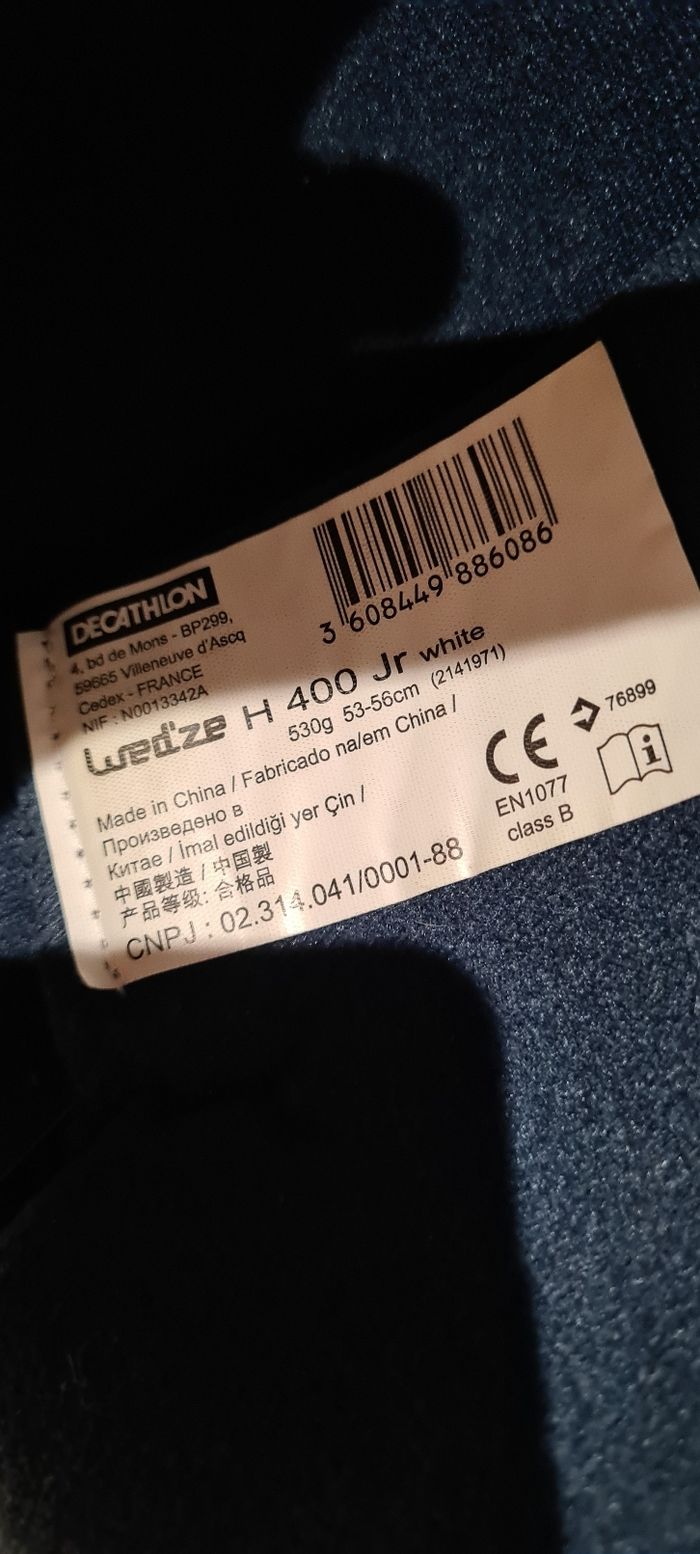 DECATHLON
4, bd de Mons - BP299,
59665 Villeneuve d'Ascq
Cedex - FRANCE
NIF : N0013342A
3 608449 886086
Wed'ze H 400 Jr white
530g 53-56cm (2141971)
Made in China / Fabricado na/em China /
Произведено в
Китае / İmal edildiği yer Çin /
中國製造 / 中国製
产品等级: 合格品
CNPJ : 02.314.041/0001-88
CE
76899
EN1077
class B
i